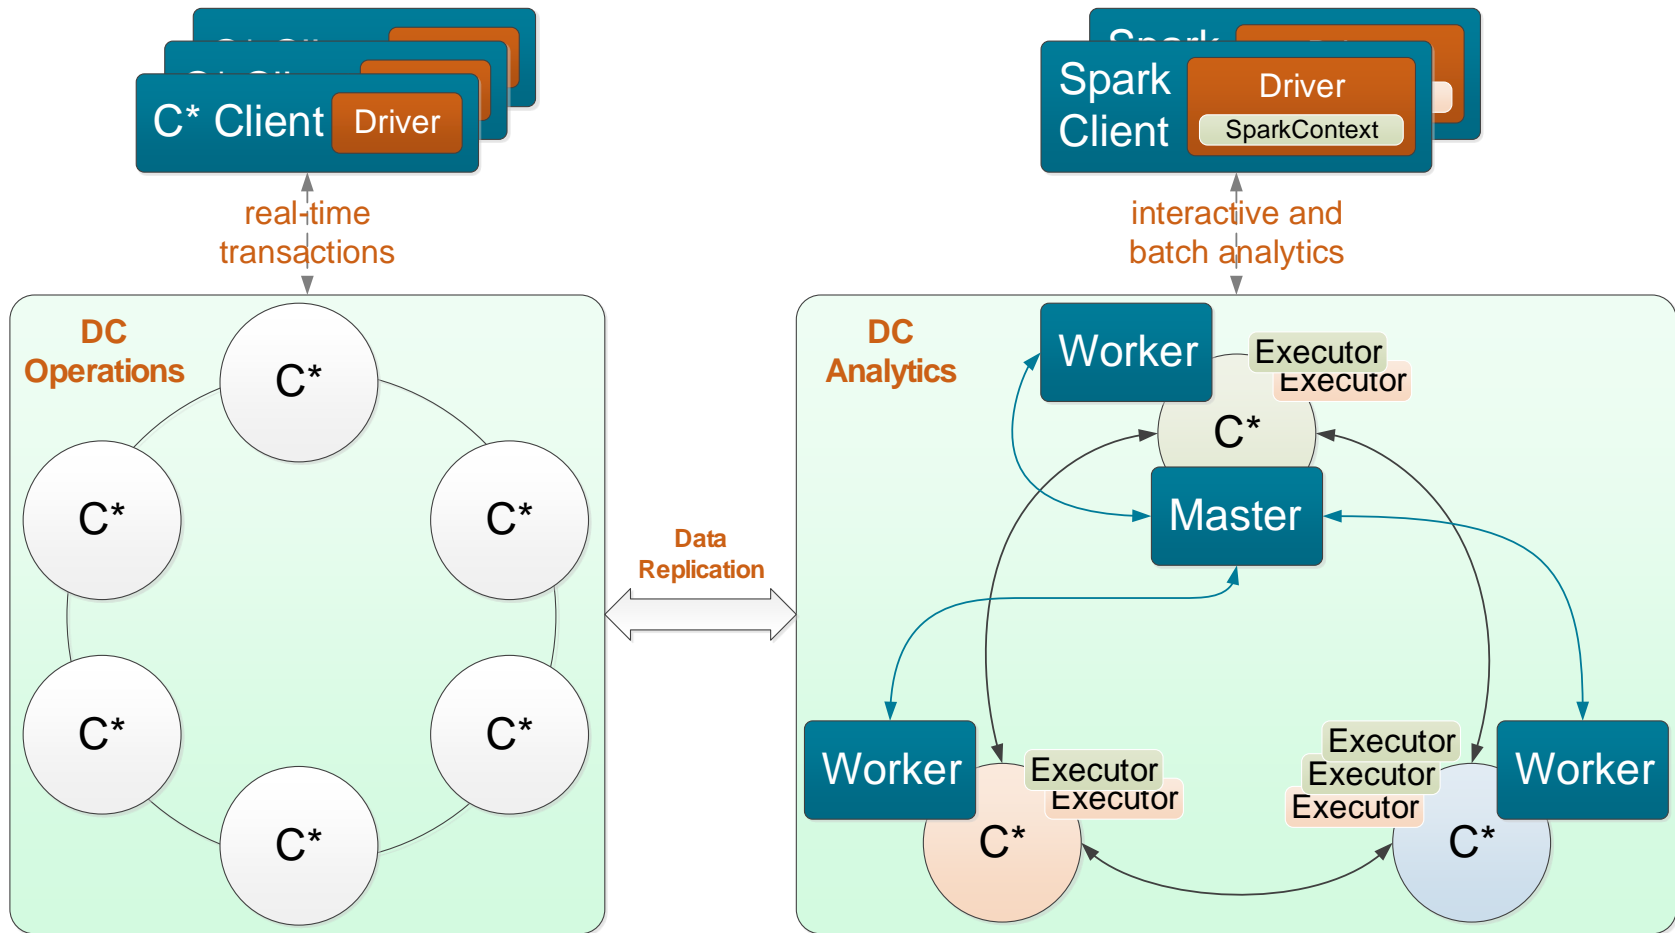 C* Client
Driver
Spark
Spark
Client
Driver
SparkContext
real-time
transactions
interactive and
batch analytics
DC
Operations
C*
C*
C*
C*
C*
C*
Data
Replication
DC
Analytics
Worker
Executor
Executor
C*
Master
Worker
Executor
Executor
C*
Executor
Executor
Executor
Worker
C*